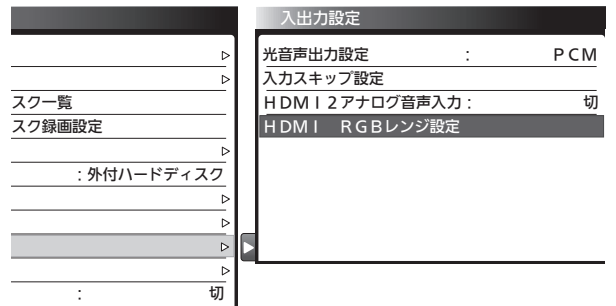 スク一覧
スク録画設定
：外付ハードディスク
： 切
入出力設定
光音声出力設定 ： PCM
入力スキップ設定
HDMI2アナログ音声入力： 切
HDMI RGBレンジ設定